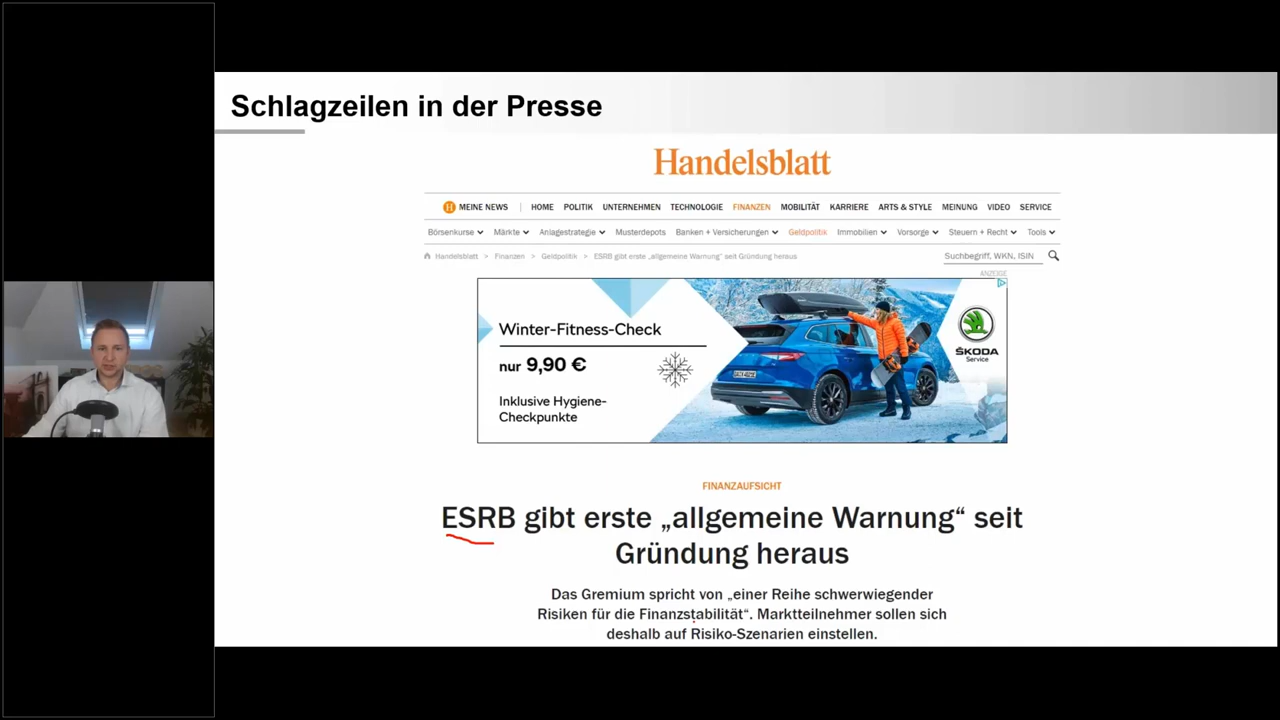 Schlagzeilen in der Presse
Handelsblatt
H MEINE NEWS | HOME POLITIK UNTERNEHMEN TECHNOLOGIE FINANZEN MOBILITÄT KARRIERE ARTS & STYLE MEINUNG VIDEO SERVICE
Börsenkurse Märkte Anlagestrategie Musterdepots Banken + Versicherungen Geldpolitik Immobilien Vorsorge Steuern + Recht Tools
Handelsblatt > Finanzen > Geldpolitik > ESRB gibt erste „allgemeine Warnung“ seit Gründung heraus
Suchbegriff, WKN, ISIN
ANZEIGE
Winter-Fitness-Check
nur 9,90 €
Inklusive Hygiene-
Checkpunkte
ŠKODA
Service
FINANZAUFSICHT
ESRB gibt erste „allgemeine Warnung“ seit
Gründung heraus
Das Gremium spricht von „einer Reihe schwerwiegender
Risiken für die Finanzstabilität“. Marktteilnehmer sollen sich
deshalb auf Risiko-Szenarien einstellen.